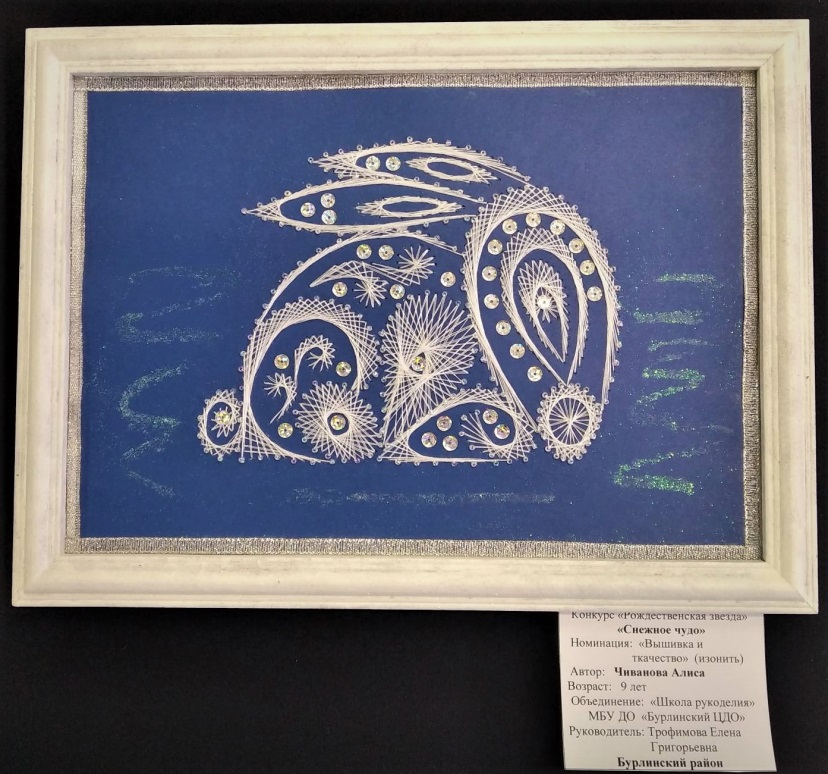 Конкурс «Рождественская звезда»
«Снежное чудо»
Номинация: «Вышивка и
ткачество» (изонить)
Автор: Чиванова Алиса
Возраст: 9 лет
Объединение: «Школа рукоделия»
МБУ ДО «Бурлинский ЦДО»
Руководитель: Трофимова Елена
Григорьевна
Бурлинский район